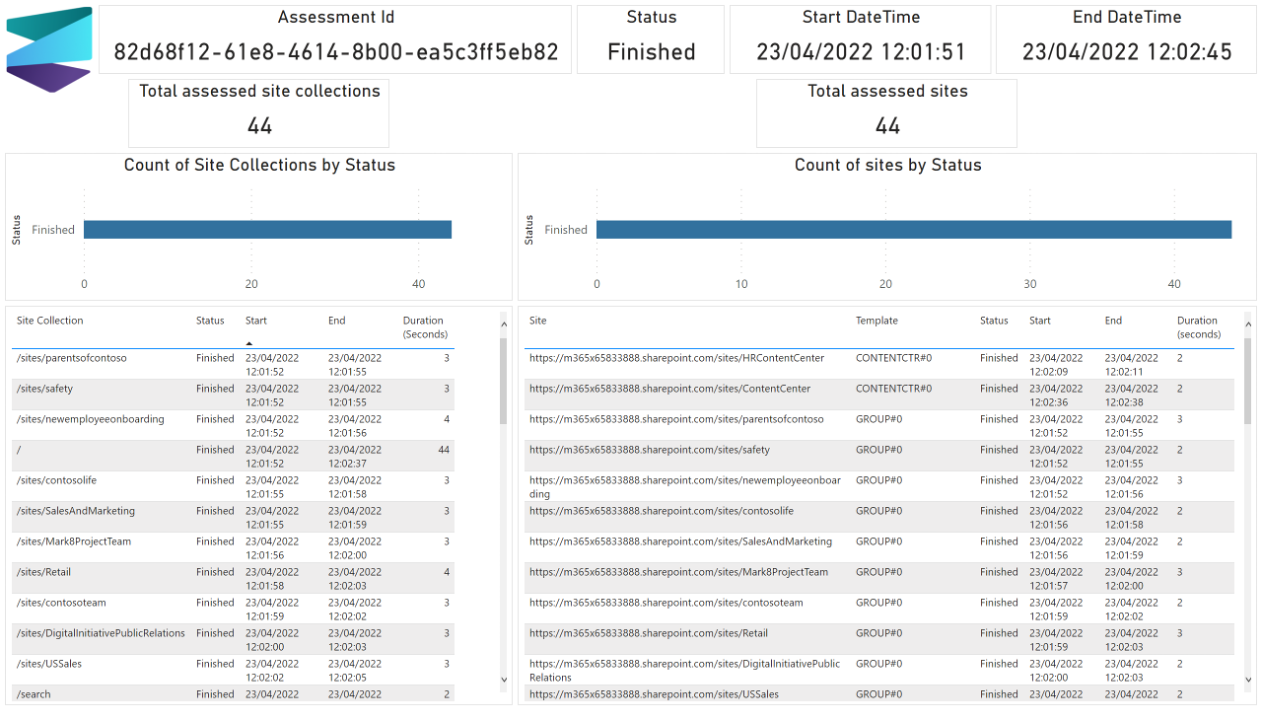 Assessment Id
82d68f12-61e8-4614-8b00-ea5c3ff5eb82
Status
Finished
Start DateTime
23/04/2022 12:01:51
End DateTime
23/04/2022 12:02:45
Total assessed site collections
44
Total assessed sites
44
Count of Site Collections by Status
Status
Finished
0 20 40
Count of sites by Status
Status
Finished
0 10 20 30 40
Site Collection Status Start End Duration
(Seconds)
/sites/parentsofcontoso Finished 23/04/2022 23/04/2022 3
12:01:52 12:01:55
/sites/safety Finished 23/04/2022 23/04/2022 3
12:01:52 12:01:55
/sites/newemployeeonboarding Finished 23/04/2022 23/04/2022 4
12:01:52 12:01:56
/ Finished 23/04/2022 23/04/2022 44
12:01:52 12:02:37
/sites/contosolife Finished 23/04/2022 23/04/2022 3
12:01:55 12:01:58
/sites/SalesAndMarketing Finished 23/04/2022 23/04/2022 3
12:01:55 12:01:59
/sites/Mark8ProjectTeam Finished 23/04/2022 23/04/2022 3
12:01:56 12:02:00
/sites/Retail Finished 23/04/2022 23/04/2022 4
12:01:58 12:02:03
/sites/contosoteam Finished 23/04/2022 23/04/2022 3
12:01:59 12:02:02
/sites/DigitalInitiativePublicRelations Finished 23/04/2022 23/04/2022 3
12:02:00 12:02:03
/sites/USSales Finished 23/04/2022 23/04/2022 3
12:02:02 12:02:05
/search Finished 23/04/2022 23/04/2022 2
Site Template Status Start End Duration
(seconds)
https://m365x65833888.sharepoint.com/sites/HRContentCenter CONTENTCTR#0 Finished 23/04/2022 23/04/2022 2
12:02:09 12:02:11
https://m365x65833888.sharepoint.com/sites/ContentCenter CONTENTCTR#0 Finished 23/04/2022 23/04/2022 2
12:02:36 12:02:38
https://m365x65833888.sharepoint.com/sites/parentsofcontoso GROUP#0 Finished 23/04/2022 23/04/2022 3
12:01:52 12:01:55
https://m365x65833888.sharepoint.com/sites/safety GROUP#0 Finished 23/04/2022 23/04/2022 2
12:01:52 12:01:55
https://m365x65833888.sharepoint.com/sites/newemployeeonboar GROUP#0 Finished 23/04/2022 23/04/2022 3
ding 12:01:52 12:01:56
https://m365x65833888.sharepoint.com/sites/contosolife GROUP#0 Finished 23/04/2022 23/04/2022 2
12:01:56 12:01:58
https://m365x65833888.sharepoint.com/sites/SalesAndMarketing GROUP#0 Finished 23/04/2022 23/04/2022 2
12:01:56 12:01:59
https://m365x65833888.sharepoint.com/sites/Mark8ProjectTeam GROUP#0 Finished 23/04/2022 23/04/2022 3
12:01:57 12:02:00
https://m365x65833888.sharepoint.com/sites/contosoteam GROUP#0 Finished 23/04/2022 23/04/2022 2
12:01:59 12:02:02
https://m365x65833888.sharepoint.com/sites/Retail GROUP#0 Finished 23/04/2022 23/04/2022 3
12:01:59 12:02:03
https://m365x65833888.sharepoint.com/sites/DigitalInitiativePublic GROUP#0 Finished 23/04/2022 23/04/2022 2
Relations 12:02:00 12:02:03
https://m365x65833888.sharepoint.com/sites/USSales GROUP#0 Finished 23/04/2022 23/04/2022 2